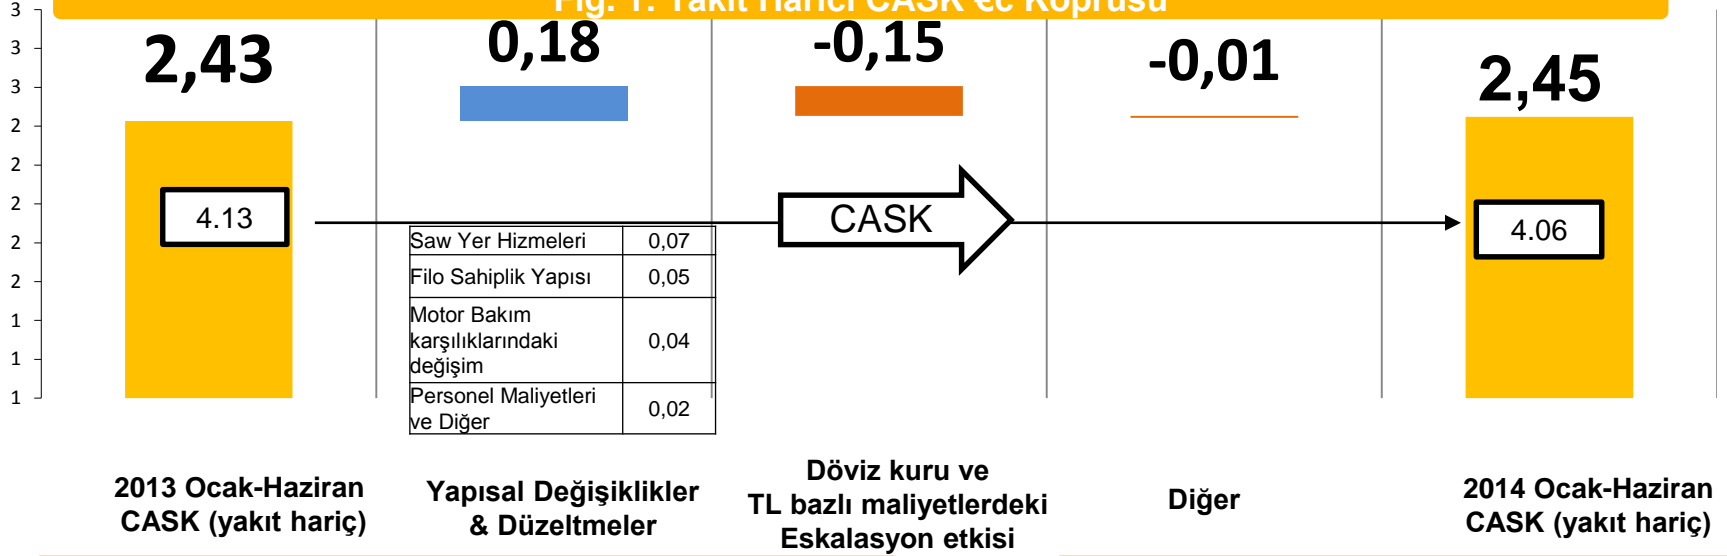 Fig. 1: Yakıt Harici CASK €c Köprüsü
3
3
3
2
2
2
2
2
1
1
1
2,43
0,18
-0,15
-0,01
2,45
4.13
CASK
4.06
Saw Yer Hizmeleri 0,07
Filo Sahiplik Yapısı 0,05
Motor Bakım
karşılıklarındaki 0,04
değişim
Personel Maliyetleri
ve Diğer 0,02
2013 Ocak-Haziran
CASK (yakıt hariç)
Yapısal Değişiklikler
& Düzeltmeler
Döviz kuru ve
TL bazlı maliyetlerdeki
Eskalasyon etkisi
Diğer
2014 Ocak-Haziran
CASK (yakıt hariç)